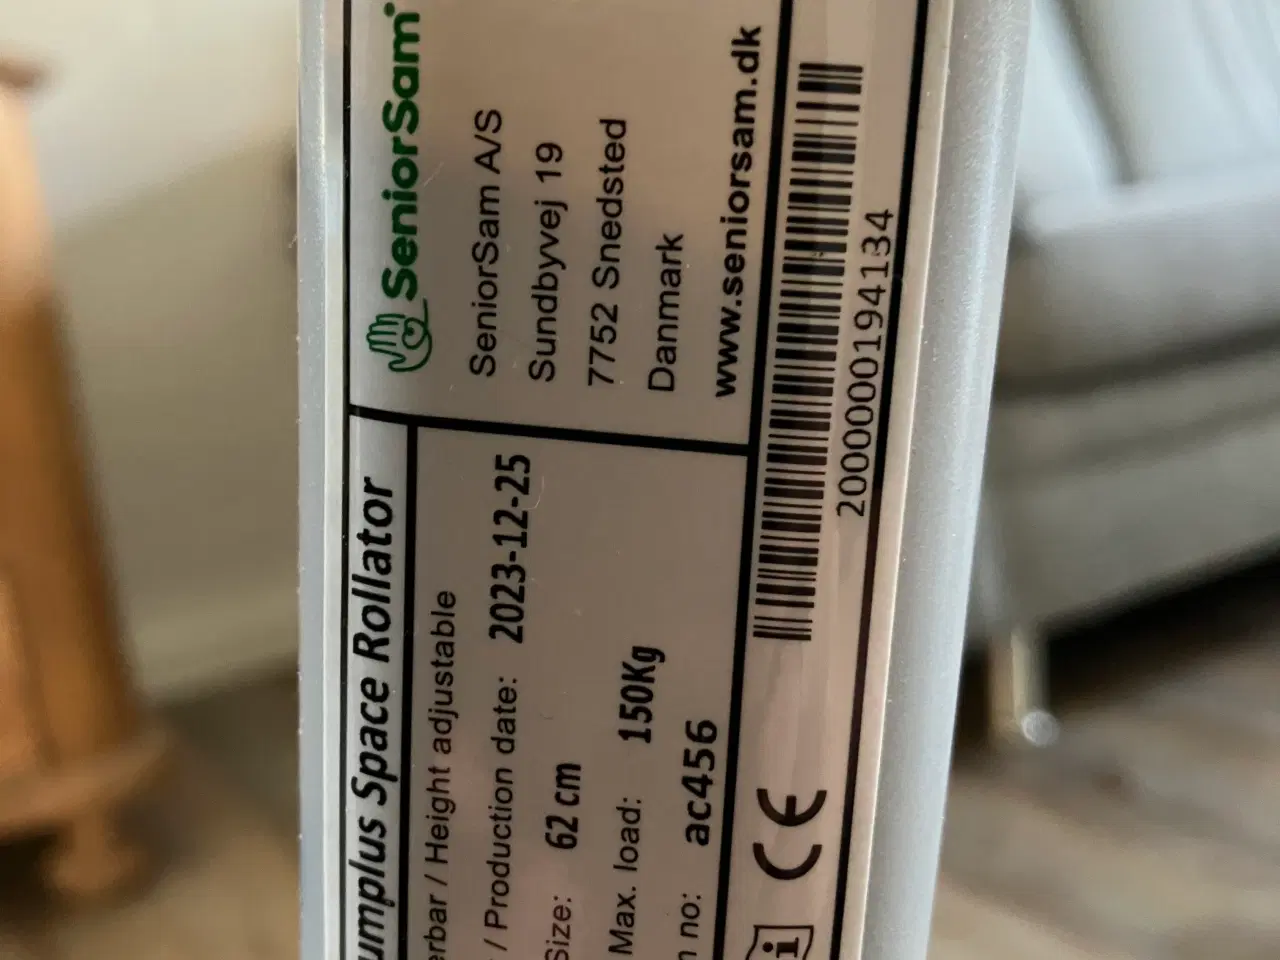 SeniorSam
SeniorSam A/S
Sundbyvej 19
7752 Snedsted
Danmark
www.seniorsam.dk
umplus Space Rollator
erbar / Height adjustable
/ Production date: 2023-12-25
Size: 62 cm
Max. load: 150Kg
n no: ac456
CE
2000000194134